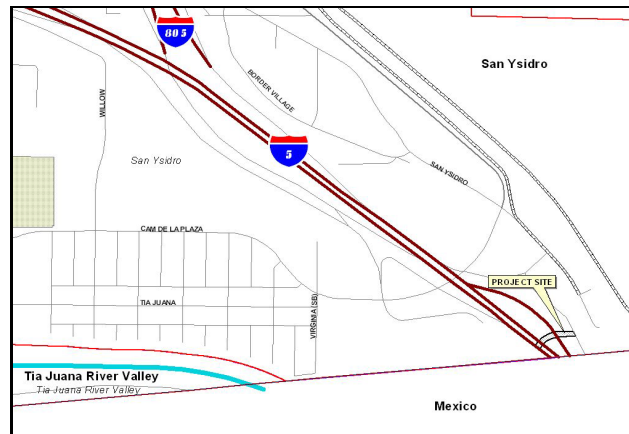 805
San Ysidro
BORDER VILLAGE
WILLOW
5
San Ysidro
SAN YSIDRO
CAM DE LA PLAZA
PROJECT SITE
TIA JUANA
VIRGINIA (SB)
Tia Juana River Valley
Tia Juana River Valley
Mexico